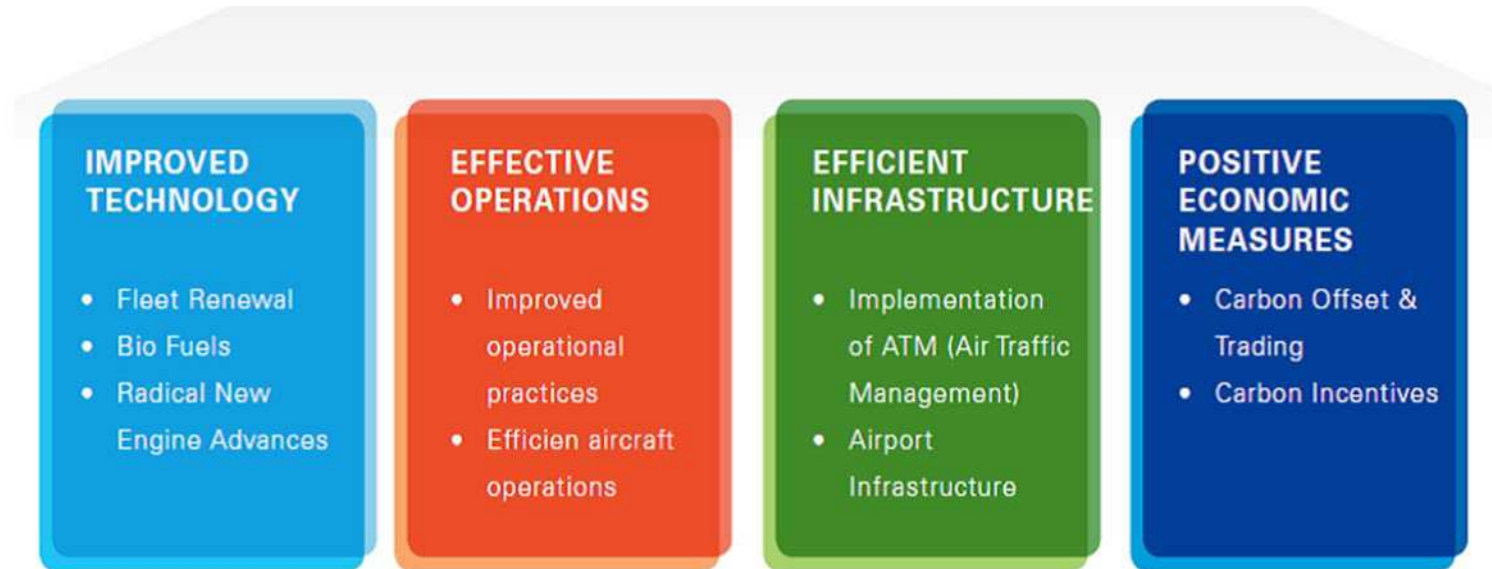 IMPROVED
TECHNOLOGY
• Fleet Renewal
• Bio Fuels
• Radical New
Engine Advances
EFFECTIVE
OPERATIONS
• Improved
operational
practices
• Efficien aircraft
operations
EFFICIENT
INFRASTRUCTURE
• Implementation
of ATM (Air Traffic
Management)
• Airport
Infrastructure
POSITIVE
ECONOMIC
MEASURES
• Carbon Offset &
Trading
• Carbon Incentives